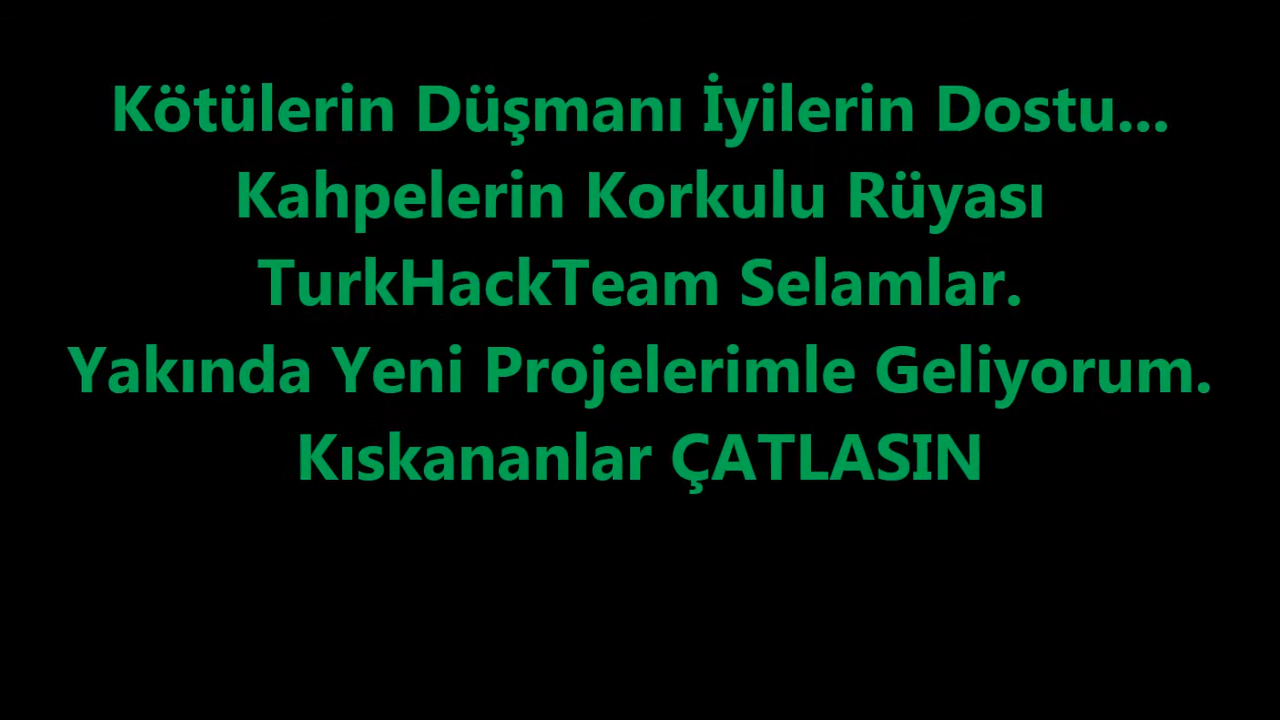 Kötülerin Düşmanı İyilerin Dostu...
Kahpelerin Korkulu Rüyası
TurkHackTeam Selamlar.
Yakında Yeni Projelerimle Geliyorum.
Kıskananlar ÇATLASIN